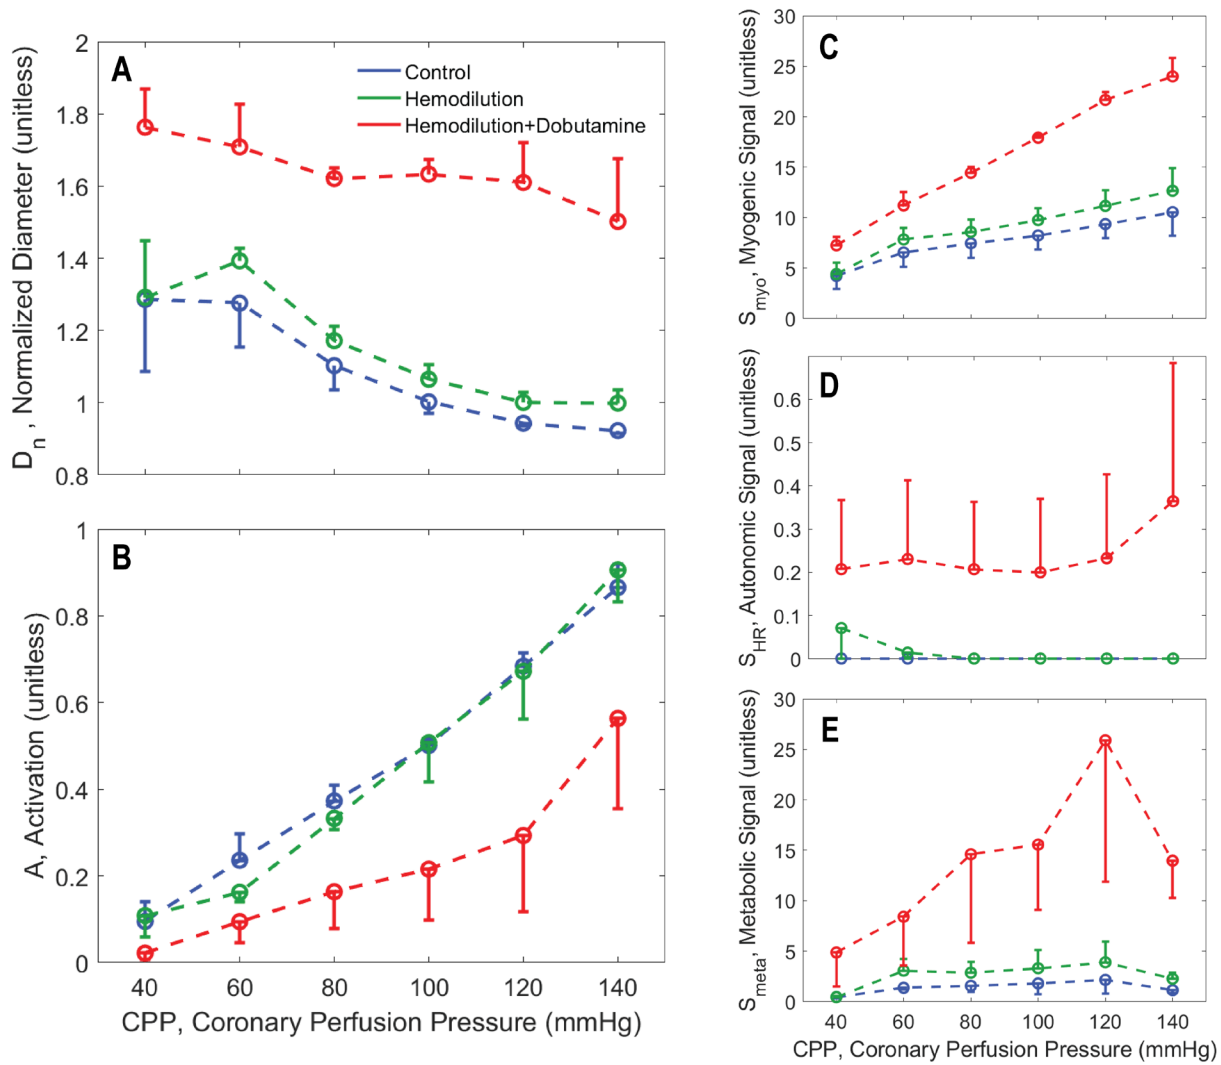 A
Control
Hemodilution
Hemodilution+Dobutamine
2
1.8
1.6
1.4
1.2
1
0.8
Dn , Normalized Diameter (unitless)
B
1
0.8
0.6
0.4
0.2
0
A, Activation (unitless)
40 60 80 100 120 140
CPP, Coronary Perfusion Pressure (mmHg)
C
30
25
20
15
10
5
0
Smyo, Myogenic Signal (unitless)
D
0.6
0.5
0.4
0.3
0.2
0.1
0
SHR, Autonomic Signal (unitless)
E
30
25
20
15
10
5
0
Smeta, Metabolic Signal (unitless)
40 60 80 100 120 140
CPP, Coronary Perfusion Pressure (mmHg)